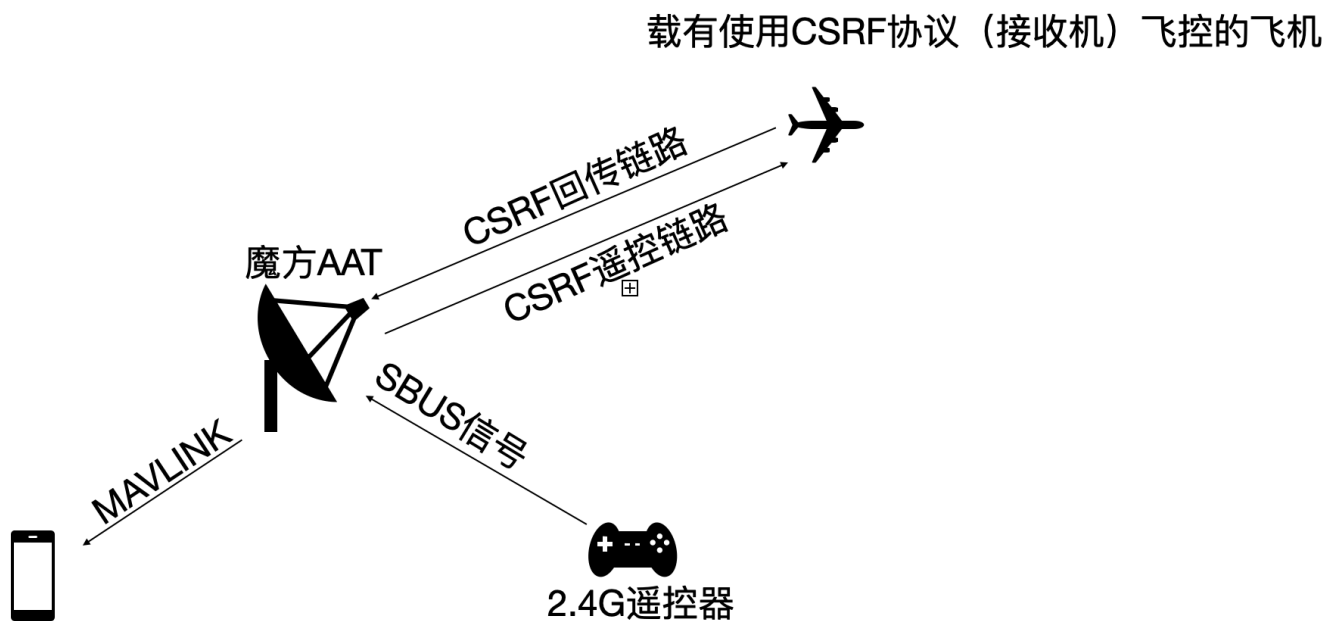 载有使用CSRF协议（接收机）飞控的飞机
CSRF回传链路
CSRF遥控链路
魔方AAT
SBUS信号
MAVLINK
2.4G遥控器